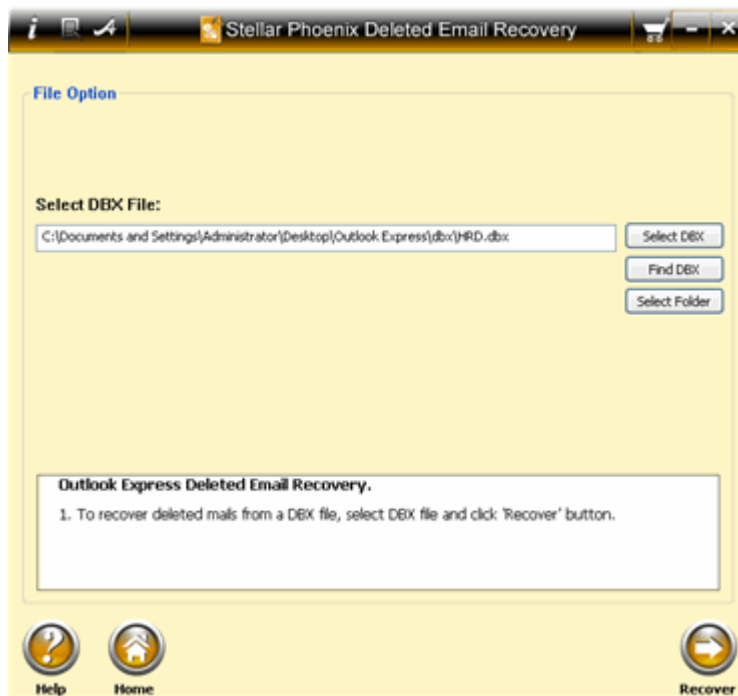 Stellar Phoenix Deleted Email Recovery
File Option
Select DBX File:
C:\Documents and Settings\Administrator\Desktop\Outlook Express\dbx\HRD.dbx
Select DBX
Find DBX
Select Folder
Outlook Express Deleted Email Recovery.
1. To recover deleted mails from a DBX file, select DBX file and click 'Recover' button.
Help
Home
Recover